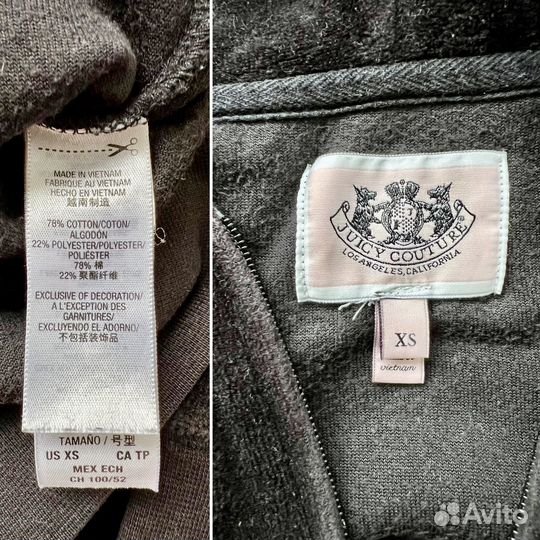 MADE IN VIETNAM
FABRIQUÉ AU VIETNAM
HECHO EN VIETNAM
越南制造
78% COTTON/COTON/
ALGODÓN
22% POLYESTER/POLYESTER/
POLIÉSTER
78% 棉
22% 聚酯纤维
EXCLUSIVE OF DECORATION/
A L'EXCEPTION DES
GARNITURES/
EXCLUYENDO EL ADORNO/
不包括装饰品
TAMAÑO / 号型
US XS CA TP
MEX ECH
CH 100/52
JUICY COUTURE
LOS ANGELES, CALIFORNIA
XS
vietnam
Avito